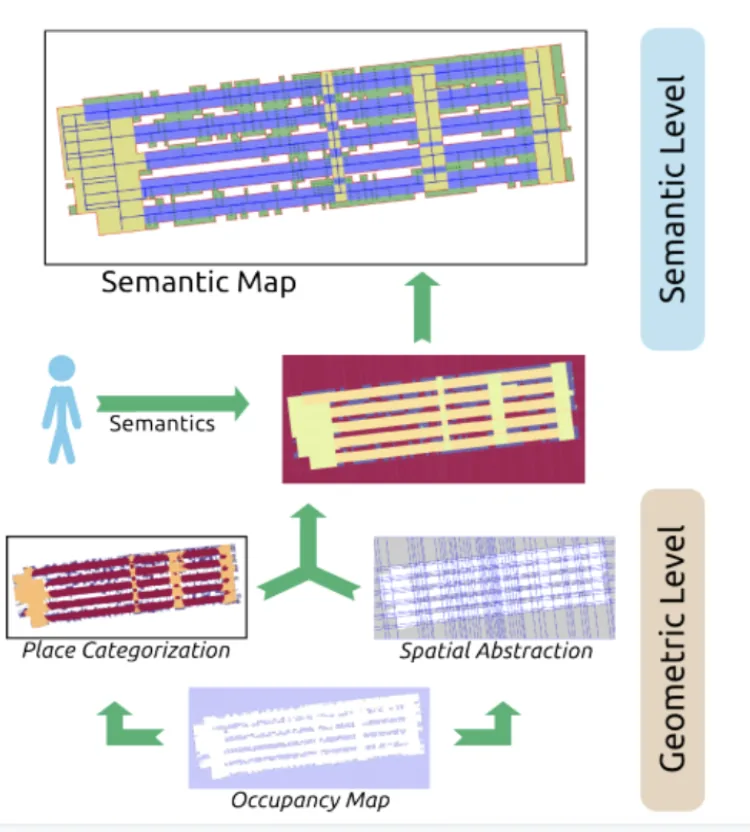 Semantic Level
Semantic Map
Semantics
Place Categorization
Spatial Abstraction
Geometric Level
Occupancy Map